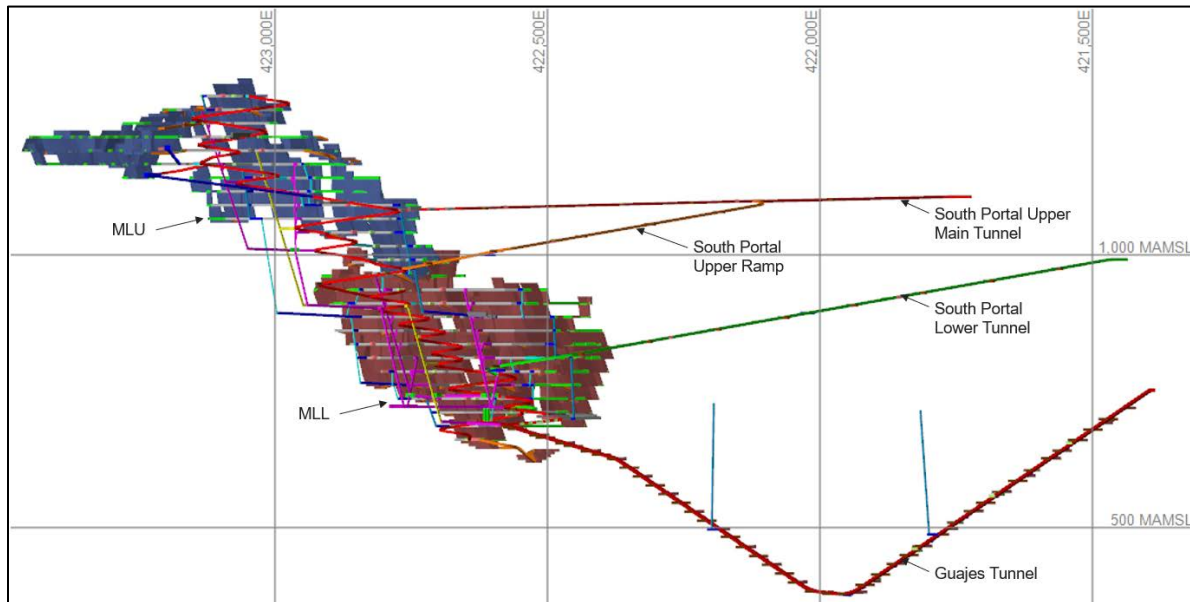 423,000E
422,500E
422,000E
421,500E
MLU
South Portal Upper
Main Tunnel
South Portal
Upper Ramp
1,000 MAMSL
South Portal
Lower Tunnel
MLL
500 MAMSL
Guajes Tunnel